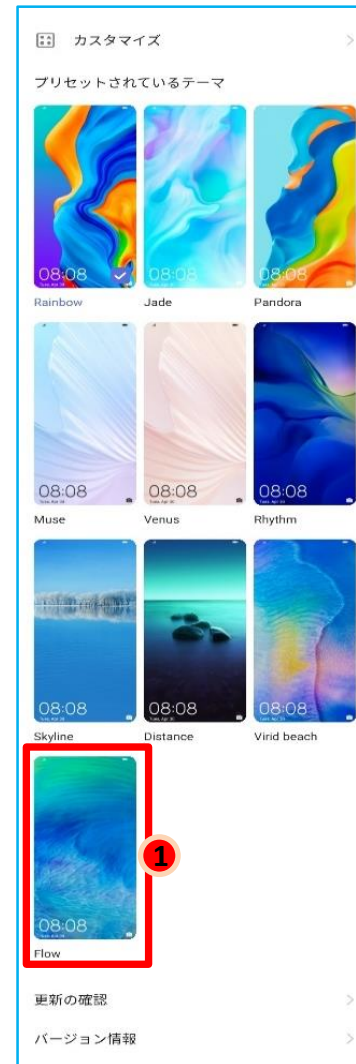 カスタマイズ
プリセットされているテーマ
08:08 08:08 08:08
Rainbow Jade Pandora
08:08 08:08 08:08
Muse Venus Rhythm
08:08 08:08 08:08
Skyline Distance Virid beach
1
08:08
Flow
更新の確認
バージョン情報